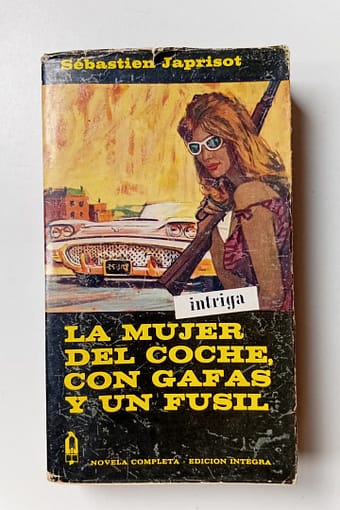 Sébastien Japrisot
intriga
LA MUJER
DEL COCHE,
CON GAFAS
Y UN FUSIL
NOVELA COMPLETA - EDICION INTEGRA